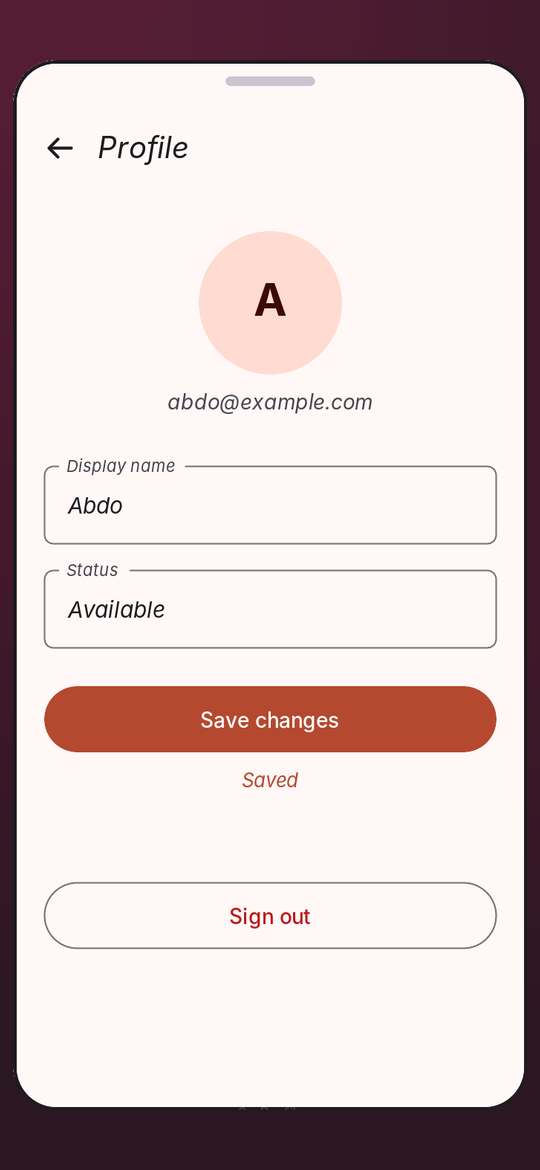 Profile
A
abdo@example.com
Display name
Abdo
Status
Available
Save changes
Saved
Sign out